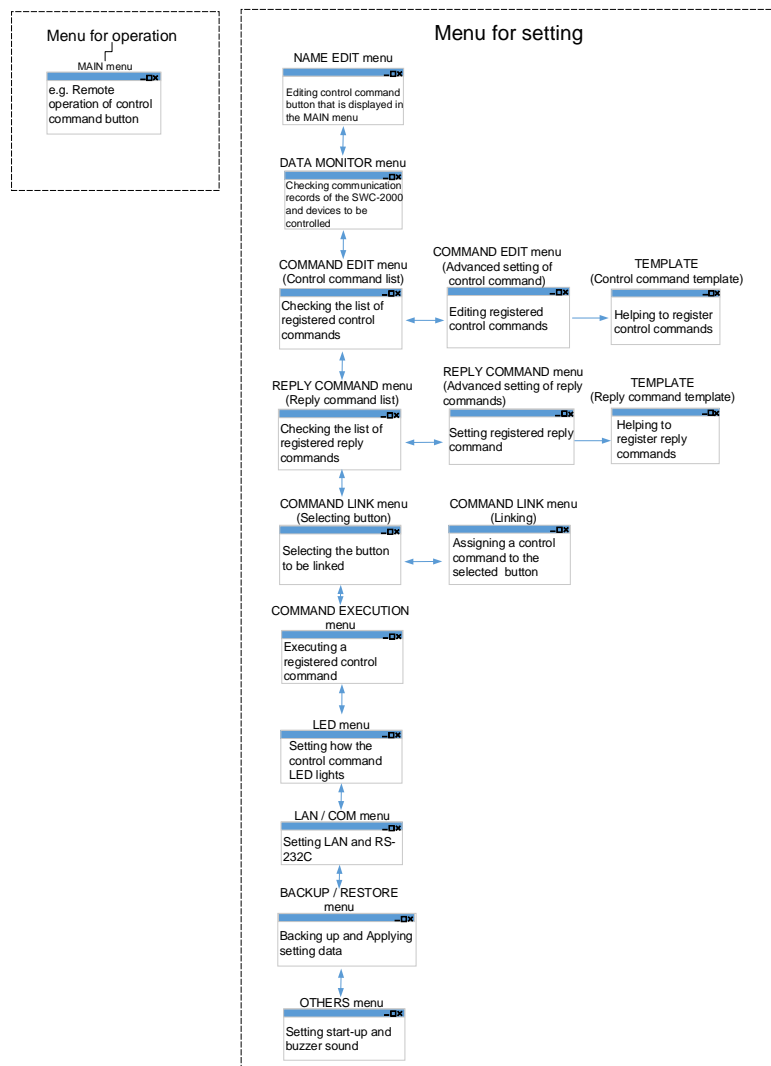 Menu for operation
MAIN menu
e.g. Remote
operation of control
command button
Menu for setting
NAME EDIT menu
Editing control command
button that is displayed in
the MAIN menu
DATA MONITOR menu
Checking communication
records of the SWC-2000
and devices to be
controlled
COMMAND EDIT menu
(Control command list)
Checking the list of
registered control
commands
COMMAND EDIT menu
(Advanced setting of
control command)
Editing registered
control commands
TEMPLATE
(Control command template)
Helping to register
control commands
REPLY COMMAND menu
(Reply command list)
Checking the list of
registered reply
commands
REPLY COMMAND menu
(Advanced setting of reply
commands)
Setting registered reply
command
TEMPLATE
(Reply command template)
Helping to
register reply
commands
COMMAND LINK menu
(Selecting button)
Selecting the button
to be linked
COMMAND LINK menu
(Linking)
Assigning a control
command to the
selected button
COMMAND EXECUTION
menu
Executing a
registered control
command
LED menu
Setting how the
control command
LED lights
LAN / COM menu
Setting LAN and RS-
232C
BACKUP / RESTORE
menu
Backing up and Applying
setting data
OTHERS menu
Setting start-up and
buzzer sound